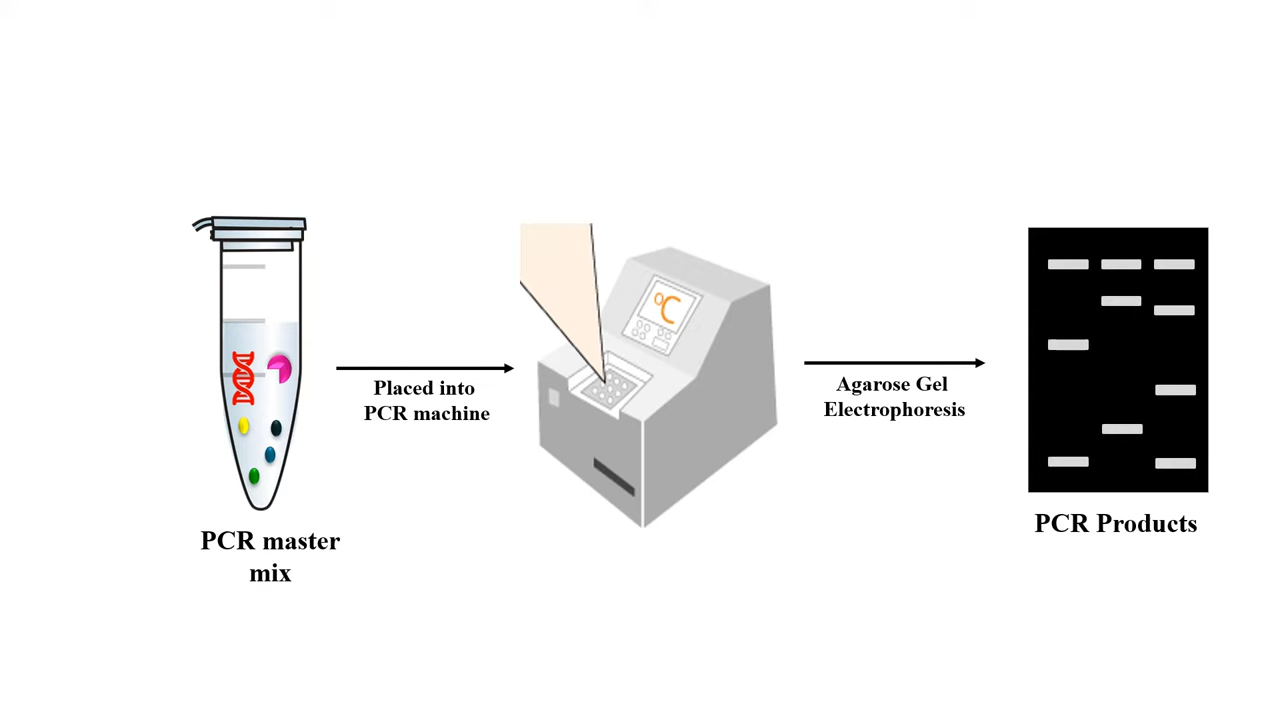 °C
Placed into
PCR machine
Agarose Gel
Electrophoresis
PCR master
mix
PCR Products